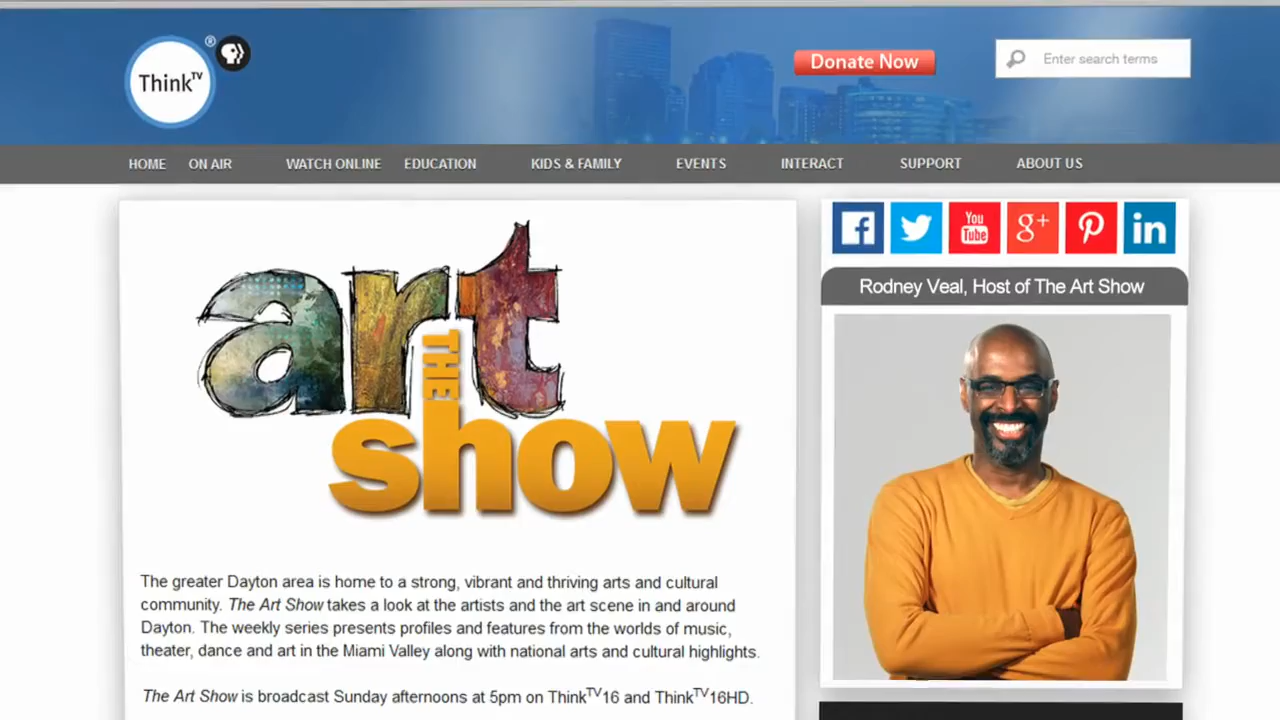 Think TV ®
Donate Now
Enter search terms
HOME ON AIR WATCH ONLINE EDUCATION KIDS & FAMILY EVENTS INTERACT SUPPORT ABOUT US
art
THE
show
You
Tube
g+
in
Rodney Veal, Host of The Art Show
The greater Dayton area is home to a strong, vibrant and thriving arts and cultural
community. The Art Show takes a look at the artists and the art scene in and around
Dayton. The weekly series presents profiles and features from the worlds of music,
theater, dance and art in the Miami Valley along with national arts and cultural highlights.
The Art Show is broadcast Sunday afternoons at 5pm on ThinkTV16 and ThinkTV16HD.